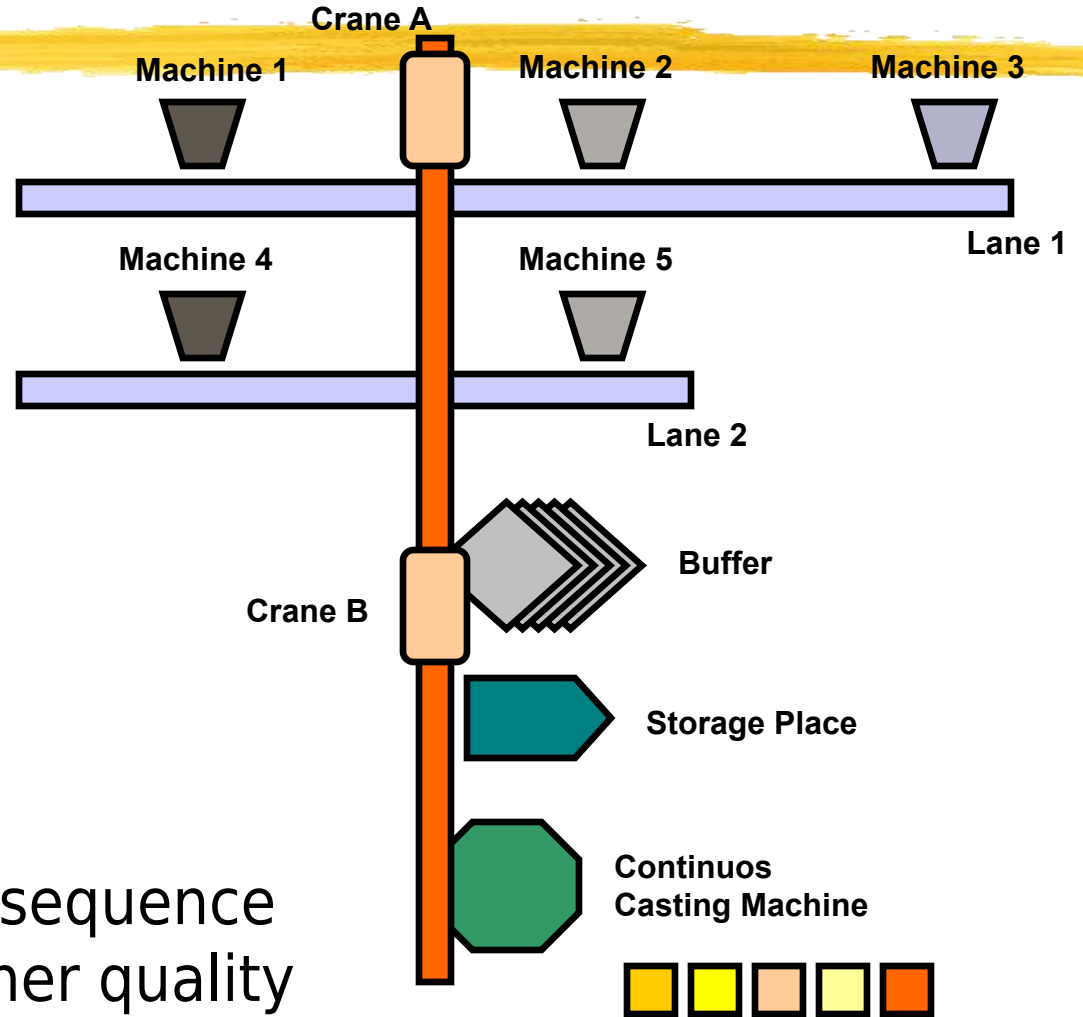 Crane A
Machine 1
Machine 2
Machine 3
Lane 1
Machine 4
Machine 5
Lane 2
Buffer
Crane B
Storage Place
Continuos
Casting Machine
sequence
ner quality